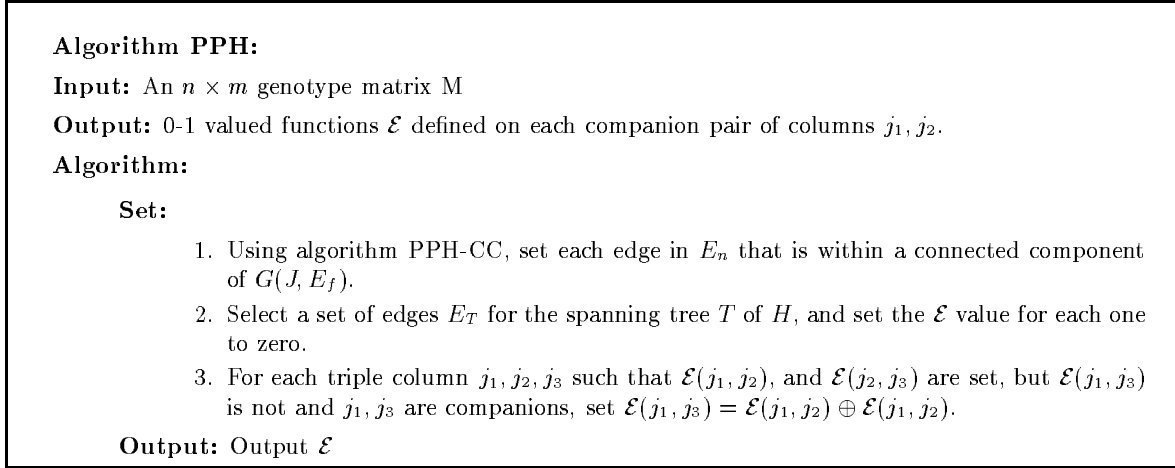 Algorithm PPH:
Input: An n × m genotype matrix M
Output: 0-1 valued functions ℰ defined on each companion pair of columns j₁, j₂.
Algorithm:
Set:
1. Using algorithm PPH-CC, set each edge in Eₙ that is within a connected component
of G(J, E_f).
2. Select a set of edges E_T for the spanning tree T of H, and set the ℰ value for each one
to zero.
3. For each triple column j₁, j₂, j₃ such that ℰ(j₁, j₂), and ℰ(j₂, j₃) are set, but ℰ(j₁, j₃)
is not and j₁, j₃ are companions, set ℰ(j₁, j₃) = ℰ(j₁, j₂) ⊕ ℰ(j₁, j₂).
Output: Output ℰ